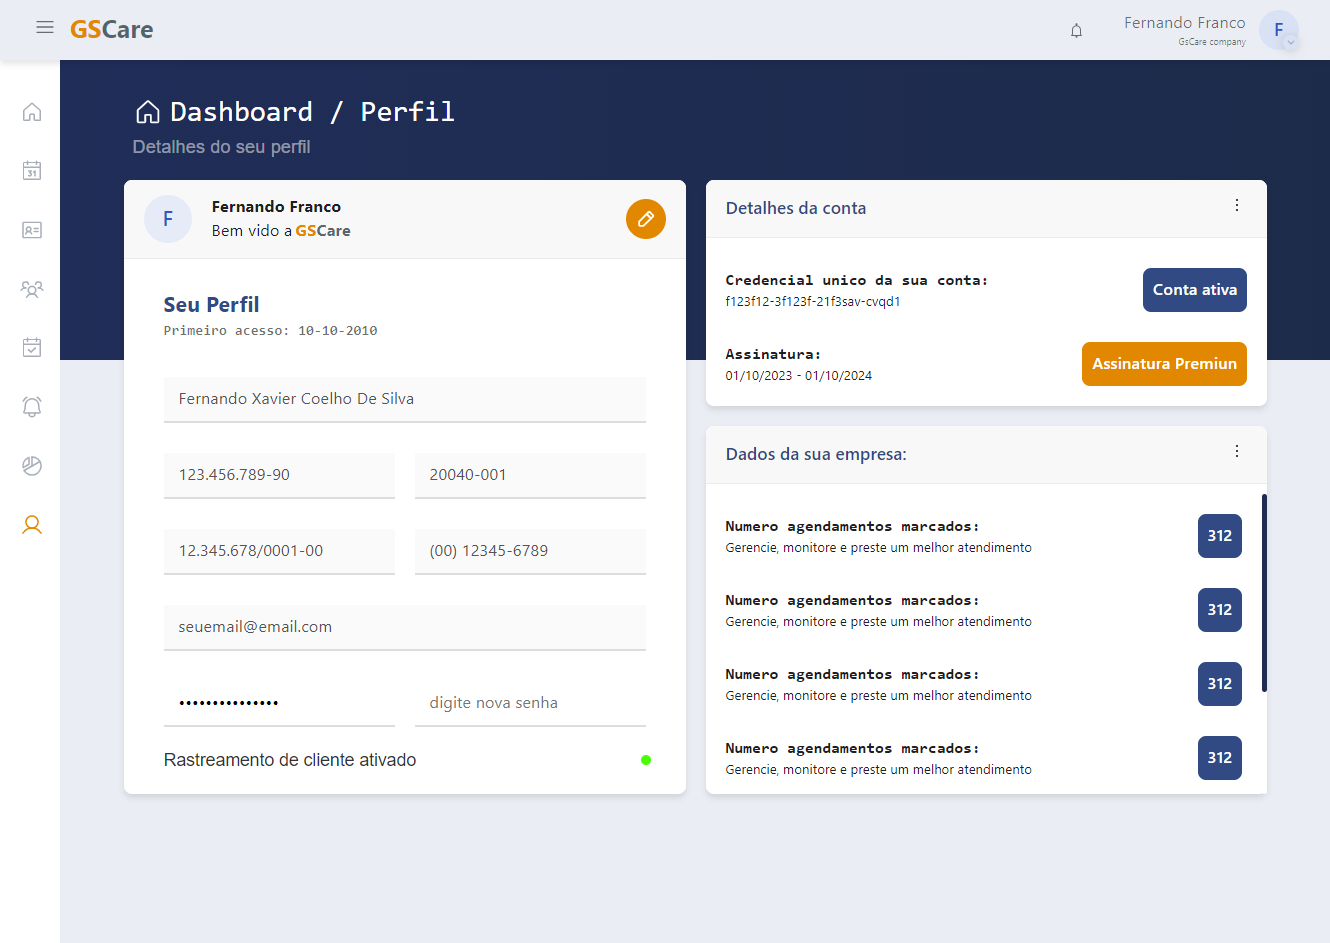 GSCare
Fernando Franco
GsCare company
F
Dashboard / Perfil
Detalhes do seu perfil
31
F
Fernando Franco
Bem vido a GSCare
Seu Perfil
Primeiro acesso: 10-10-2010
Fernando Xavier Coelho De Silva
123.456.789-90
20040-001
12.345.678/0001-00
(00) 12345-6789
seuemail@email.com
•••••••••••••••
digite nova senha
Rastreamento de cliente ativado
Detalhes da conta
Credencial unico da sua conta:
f123f12-3f123f-21f3sav-cvqd1
Conta ativa
Assinatura:
01/10/2023 - 01/10/2024
Assinatura Premiun
Dados da sua empresa:
Numero agendamentos marcados:
Gerencie, monitore e preste um melhor atendimento
312
Numero agendamentos marcados:
Gerencie, monitore e preste um melhor atendimento
312
Numero agendamentos marcados:
Gerencie, monitore e preste um melhor atendimento
312
Numero agendamentos marcados:
Gerencie, monitore e preste um melhor atendimento
312